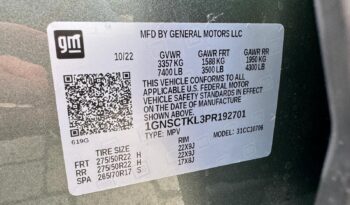 gm
MFD BY GENERAL MOTORS LLC
10/22 GVWR GAWR FRT GAWR RR
3357 KG 1588 KG 1950 KG
7400 LB 3500 LB 4300 LB
THIS VEHICLE CONFORMS TO ALL
APPLICABLE U.S. FEDERAL MOTOR
VEHICLE SAFETY STANDARDS IN
EFFECT ON THE DATE OF
MANUFACTURE SHOWN ABOVE.
1GNSCTKL3PR192701
619G TYPE: MPV
TIRE SIZE SPEED RTG RIM
FRT 275/50R22 H 22X9J
RR 275/50R22 H 22X9J
SPA 265/70R17 S 17X8J